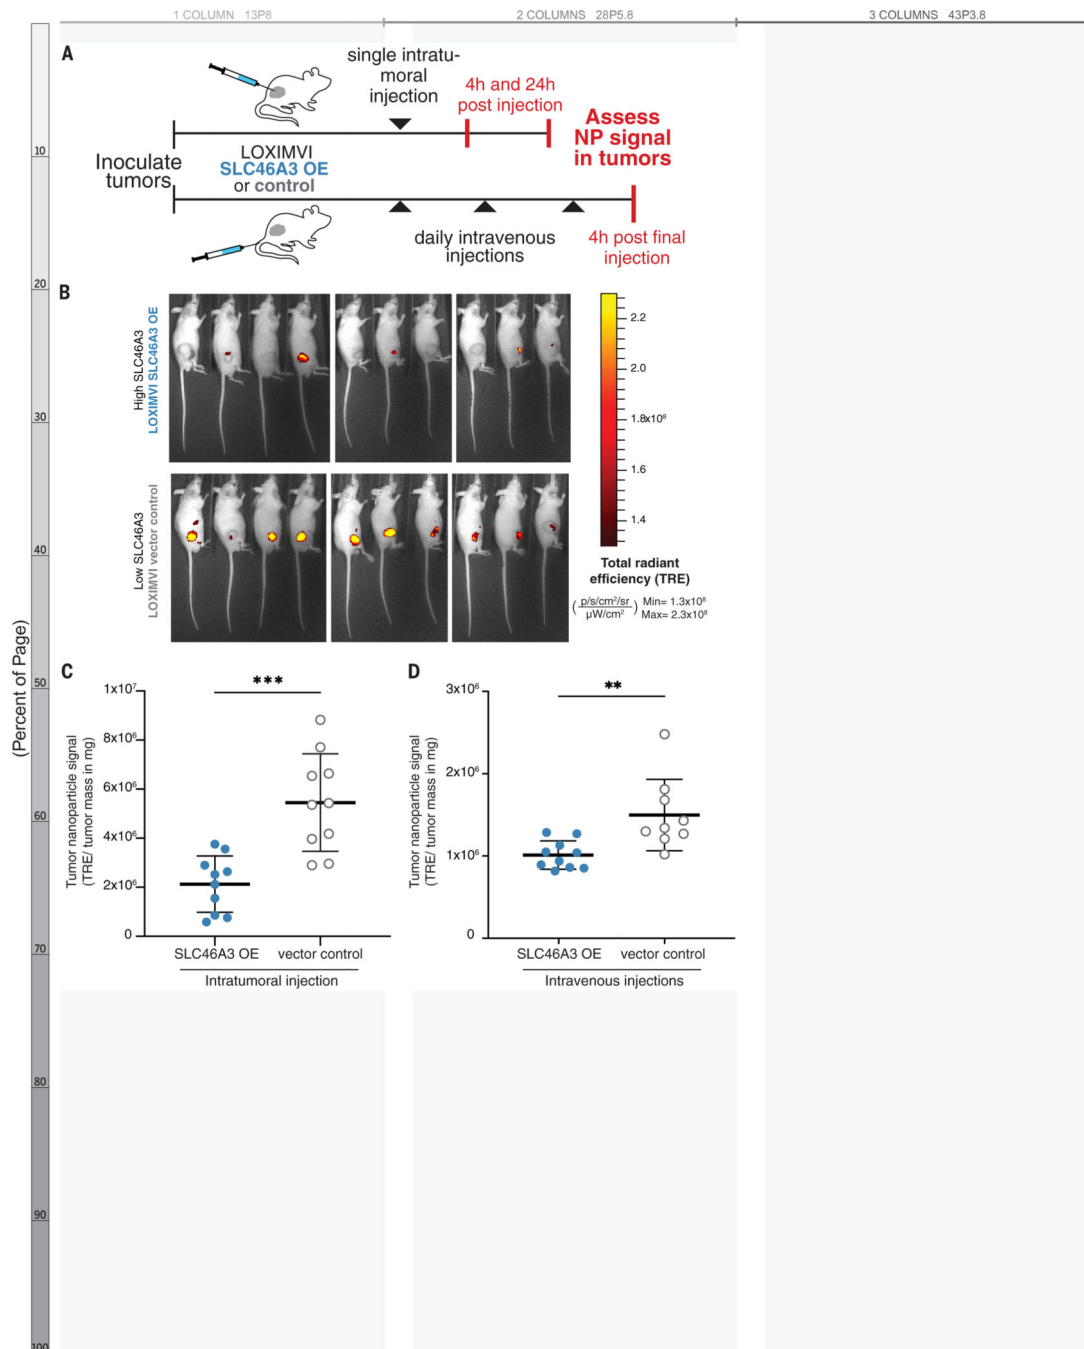 1 COLUMN 13P8
2 COLUMNS 28P5.8
3 COLUMNS 43P3.8
(Percent of Page)
10
20
30
40
50
60
70
80
90
100
A
single intratu-
moral
injection
4h and 24h
post injection
Assess
NP signal
in tumors
Inoculate
tumors
LOXIMVI
SLC46A3 OE
or control
daily intravenous
injections
4h post final
injection
B
High SLC46A3
LOXIMVI SLC46A3 OE
Low SLC46A3
LOXIMVI vector control
2.2
2.0
1.8x10⁸
1.6
1.4
Total radiant
efficiency (TRE)
(p/s/cm²/sr / µW/cm²) Min= 1.3x10⁸
Max= 2.3x10⁸
C
***
Tumor nanoparticle signal
(TRE/ tumor mass in mg)
1x10⁷
8x10⁶
6x10⁶
4x10⁶
2x10⁶
0
SLC46A3 OE vector control
Intratumoral injection
D
**
Tumor nanoparticle signal
(TRE/ tumor mass in mg)
3x10⁶
2x10⁶
1x10⁶
0
SLC46A3 OE vector control
Intravenous injections